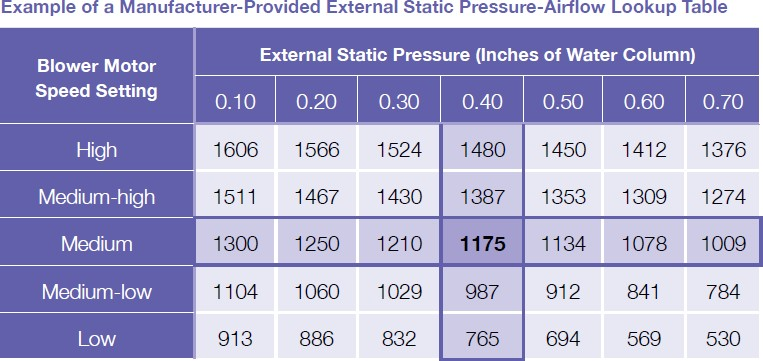 Example of a Manufacturer-Provided External Static Pressure-Airflow Lookup Table
Blower Motor Speed Setting
External Static Pressure (Inches of Water Column)
0.10 0.20 0.30 0.40 0.50 0.60 0.70
High 1606 1566 1524 1480 1450 1412 1376
Medium-high 1511 1467 1430 1387 1353 1309 1274
Medium 1300 1250 1210 1175 1134 1078 1009
Medium-low 1104 1060 1029 987 912 841 784
Low 913 886 832 765 694 569 530